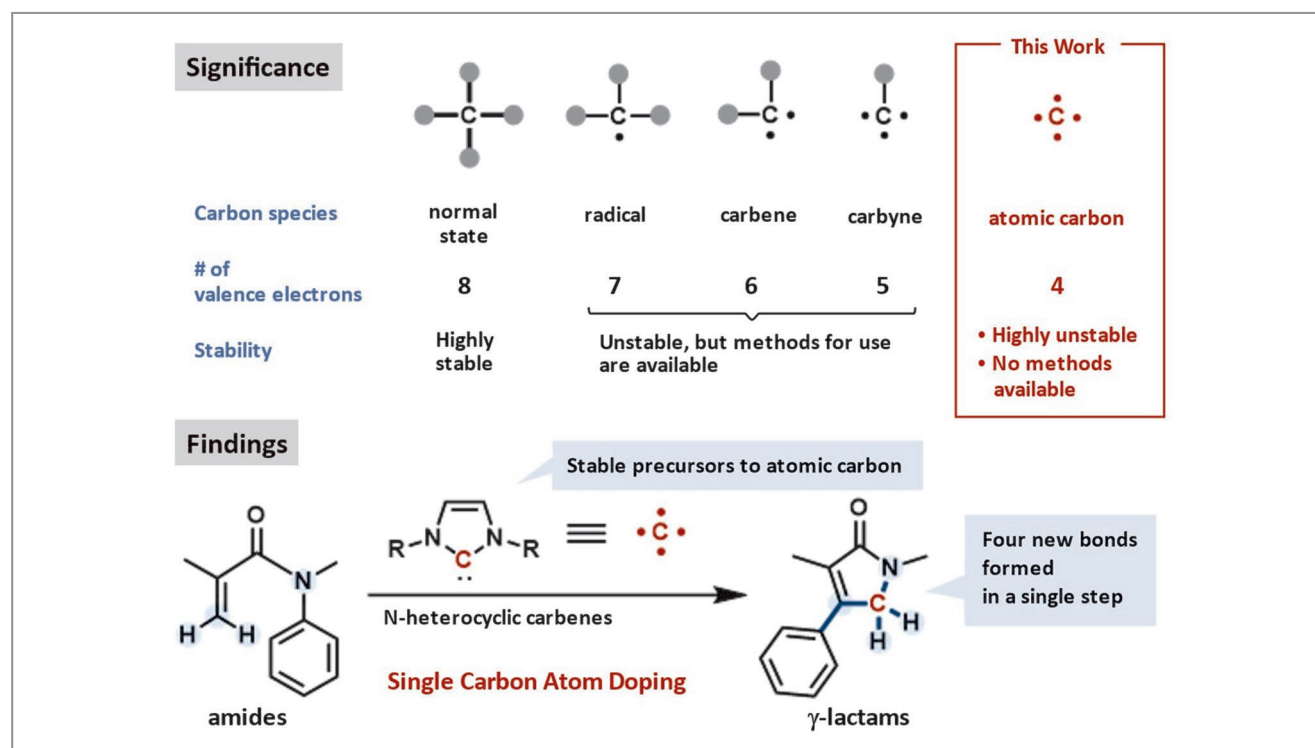 This Work
Significance
C
C
C
C
C
Carbon species
normal
state
radical
carbene
carbyne
atomic carbon
# of
valence electrons
8
7
6
5
4
Stability
Highly
stable
Unstable, but methods for use
are available
• Highly unstable
• No methods
available
Findings
Stable precursors to atomic carbon
O
N
H
H
amides
R
N
N
R
C
C
N-heterocyclic carbenes
Single Carbon Atom Doping
O
N
C
H
H
γ-lactams
Four new bonds
formed
in a single step